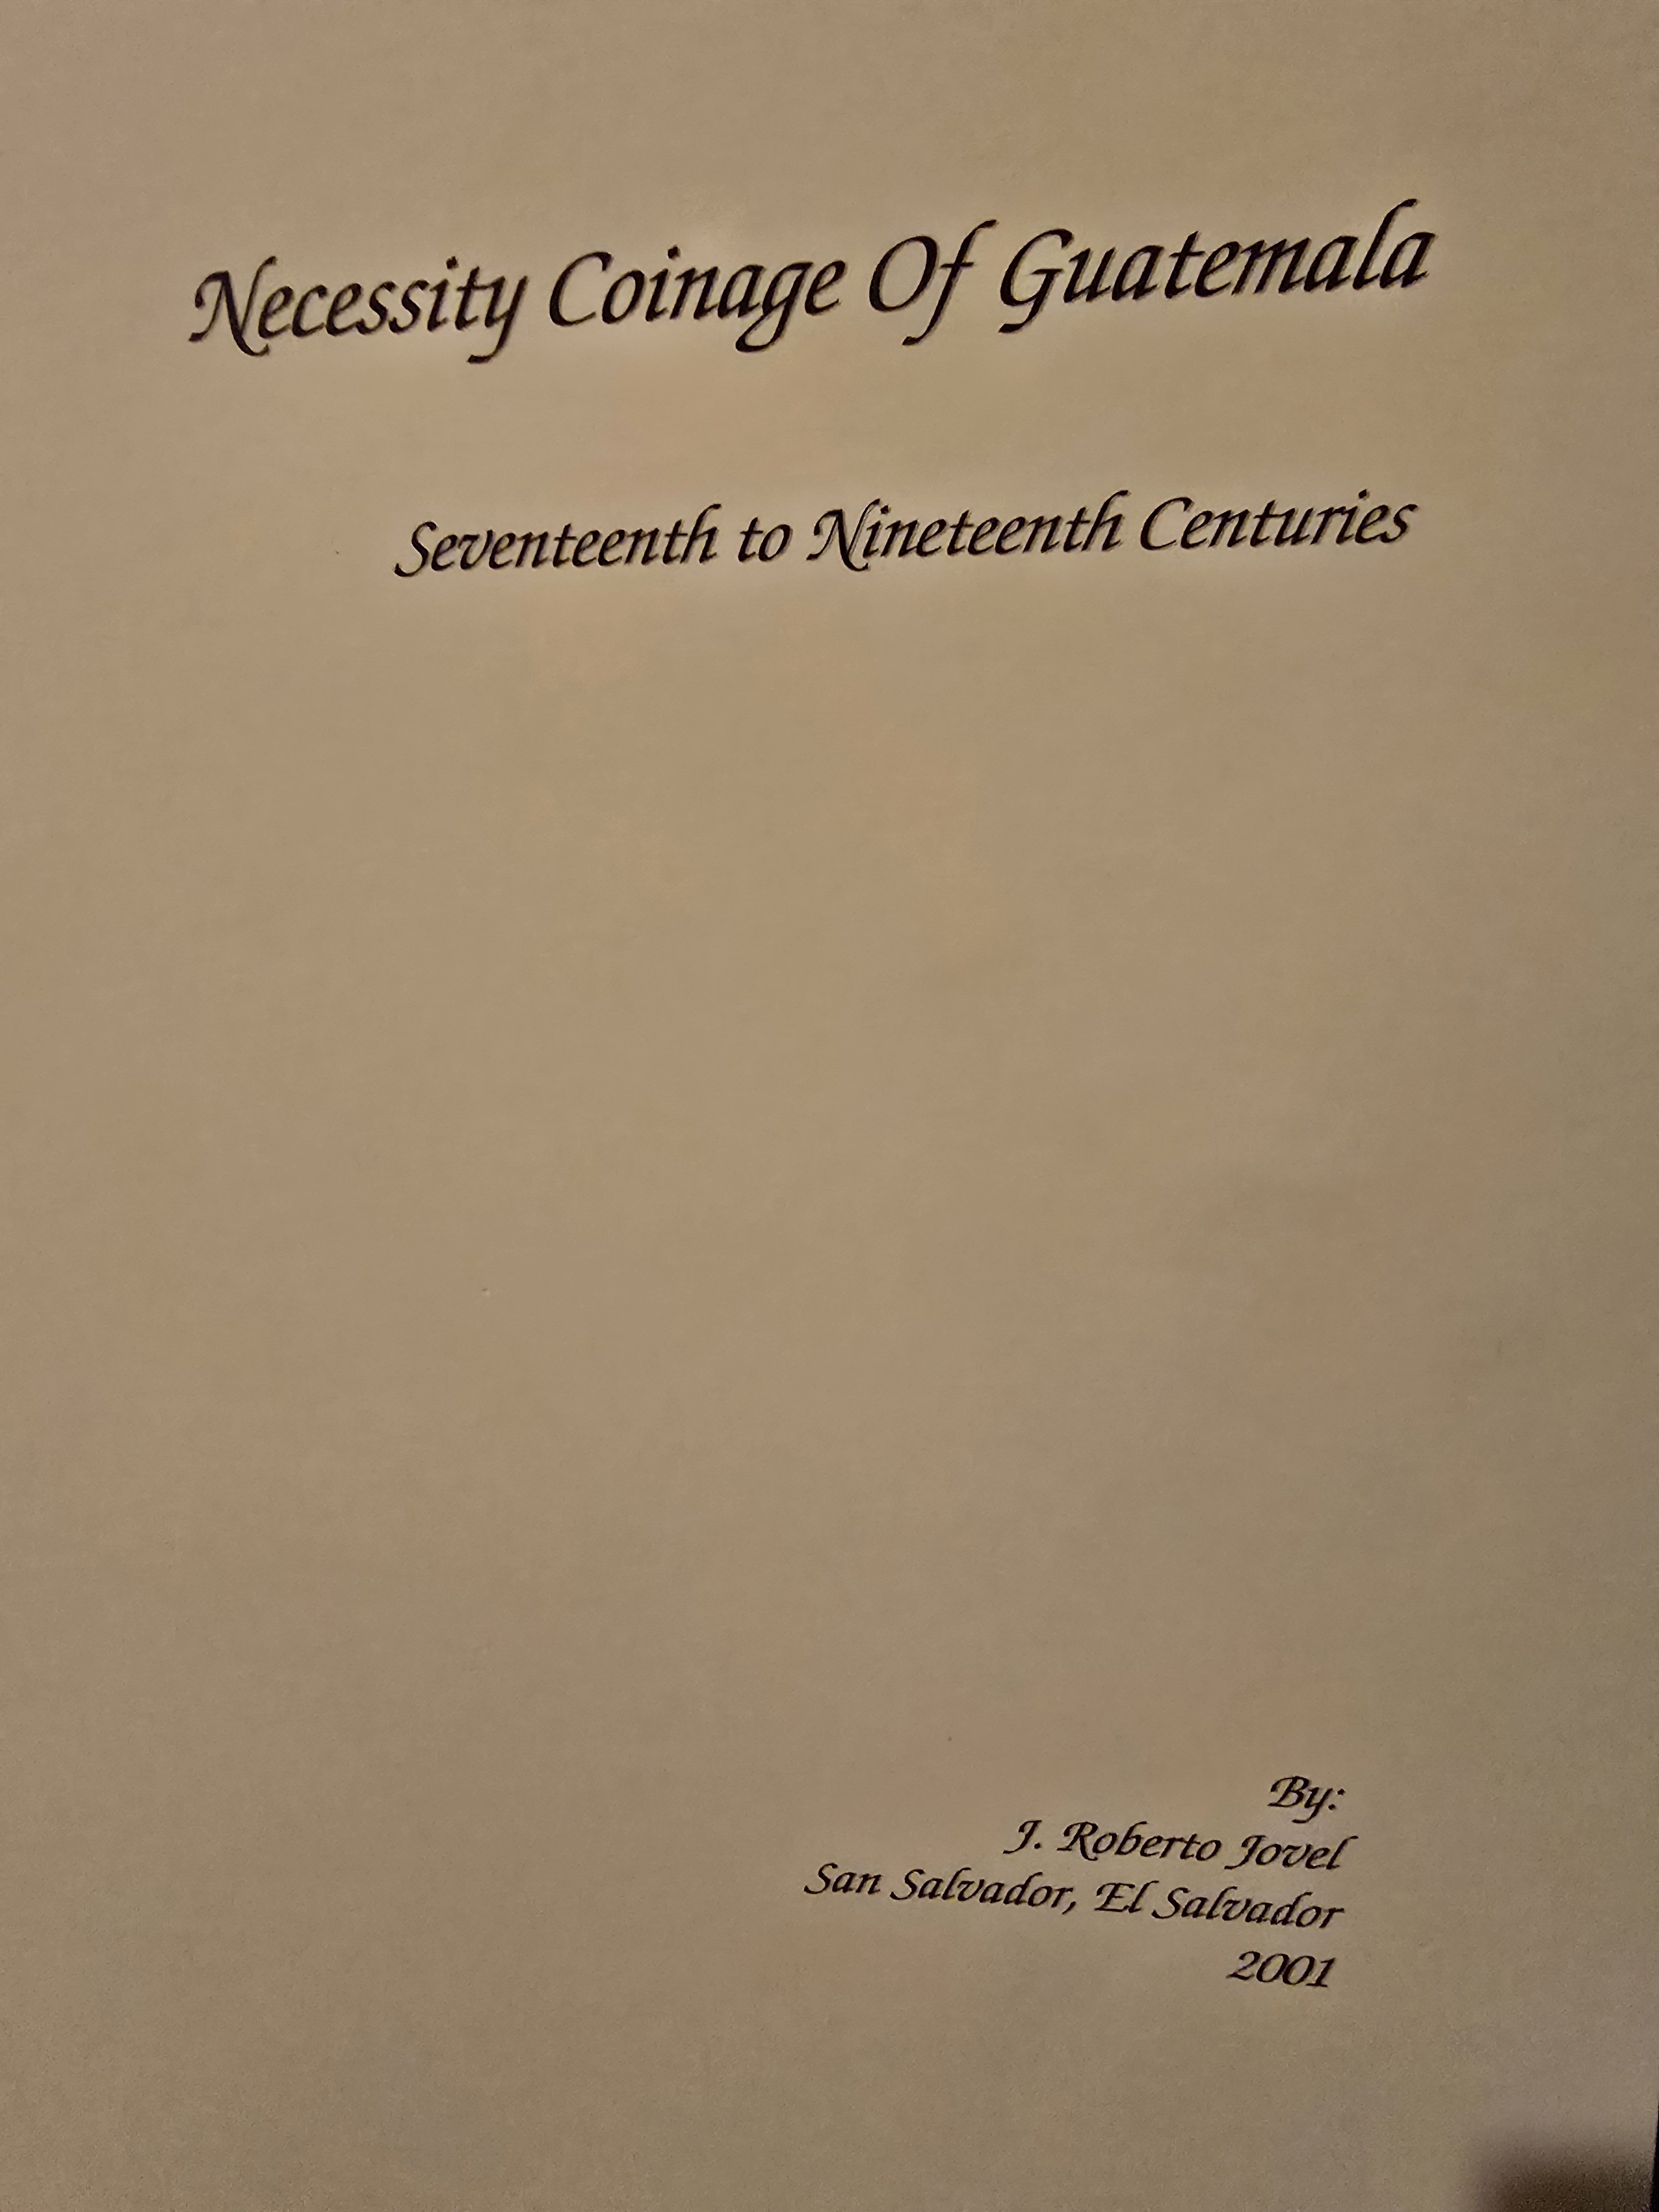 Necessity Coinage Of Guatemala
Seventeenth to Nineteenth Centuries
By:
J. Roberto Jovel
San Salvador, El Salvador
2001